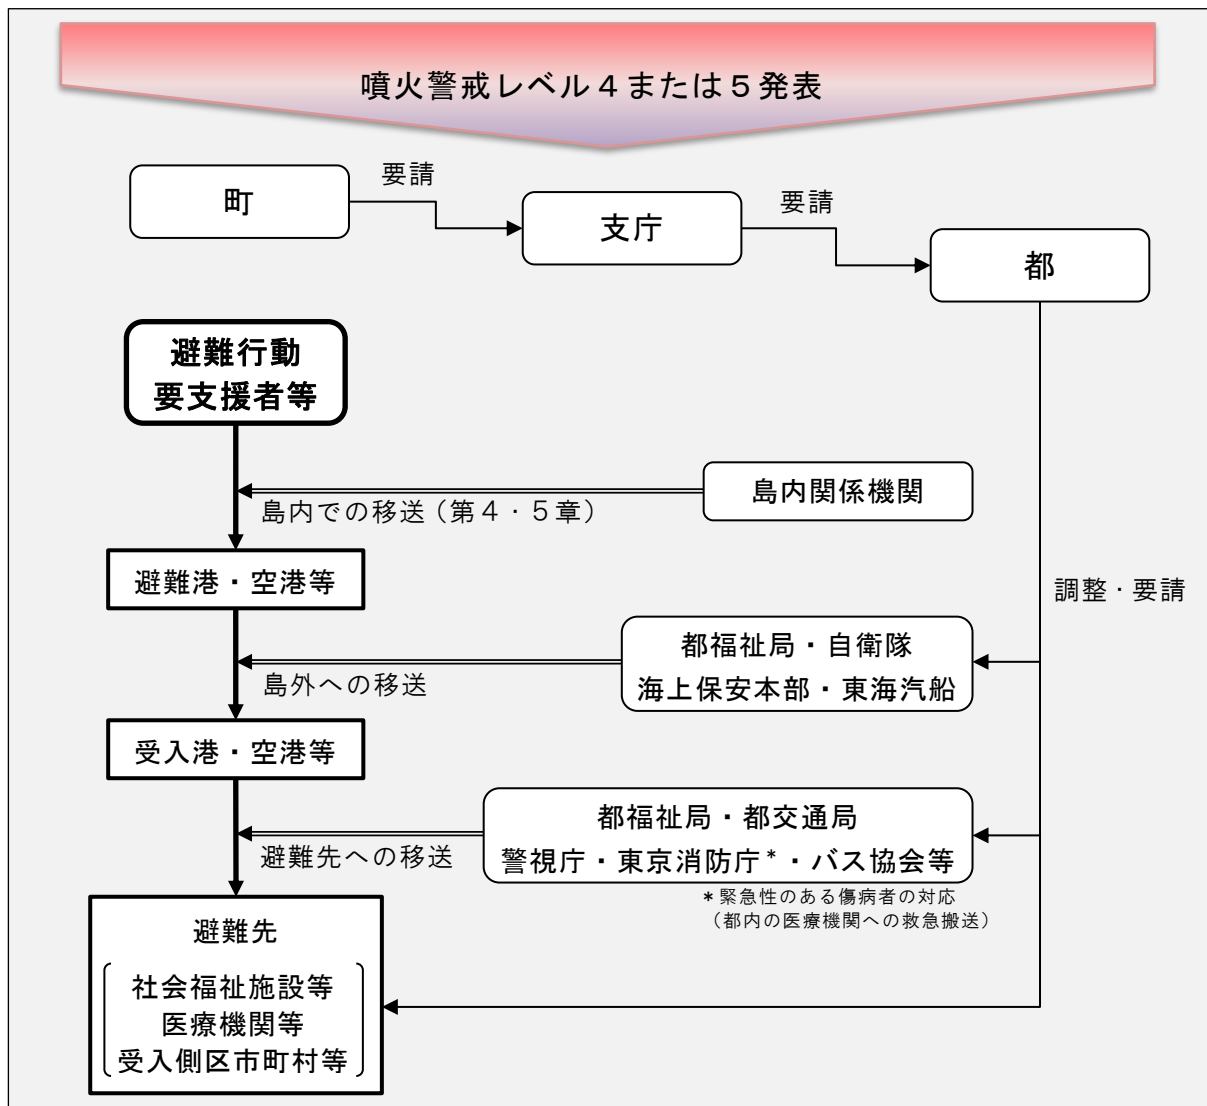 噴火警戒レベル４または５発表
町
要請
支庁
要請
都
避難行動
要支援者等
島内関係機関
島内での移送（第４・５章）
避難港・空港等
調整・要請
都福祉局・自衛隊
海上保安本部・東海汽船
島外への移送
受入港・空港等
都福祉局・都交通局
警視庁・東京消防庁*・バス協会等
避難先への移送
*緊急性のある傷病者の対応
（都内の医療機関への救急搬送）
避難先
社会福祉施設等
医療機関等
受入側区市町村等